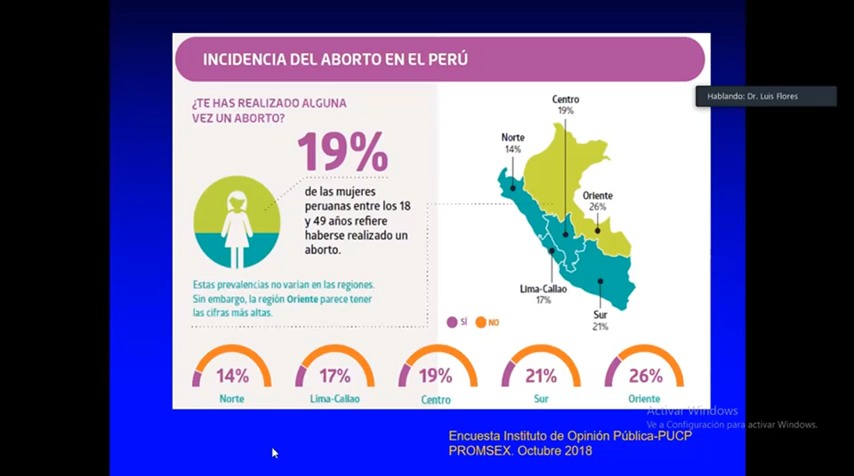 INCIDENCIA DEL ABORTO EN EL PERÚ
Hablando: Dr. Luis Flores
¿TE HAS REALIZADO ALGUNA
VEZ UN ABORTO?
19%
de las mujeres
peruanas entre los 18
y 49 años refiere
haberse realizado un
aborto.
Estas prevalencias no varían en las regiones.
Sin embargo, la región Oriente parece tener
las cifras más altas.
Centro
19%
Norte
14%
Oriente
26%
Lima-Callao
17%
Sur
21%
SÍ NO
14% 17% 19% 21% 26%
Norte Lima-Callao Centro Sur Oriente
Activar Windows
Ve a Configuración para activar Windows.
Encuesta Instituto de Opinión Pública-PUCP
PROMSEX. Octubre 2018